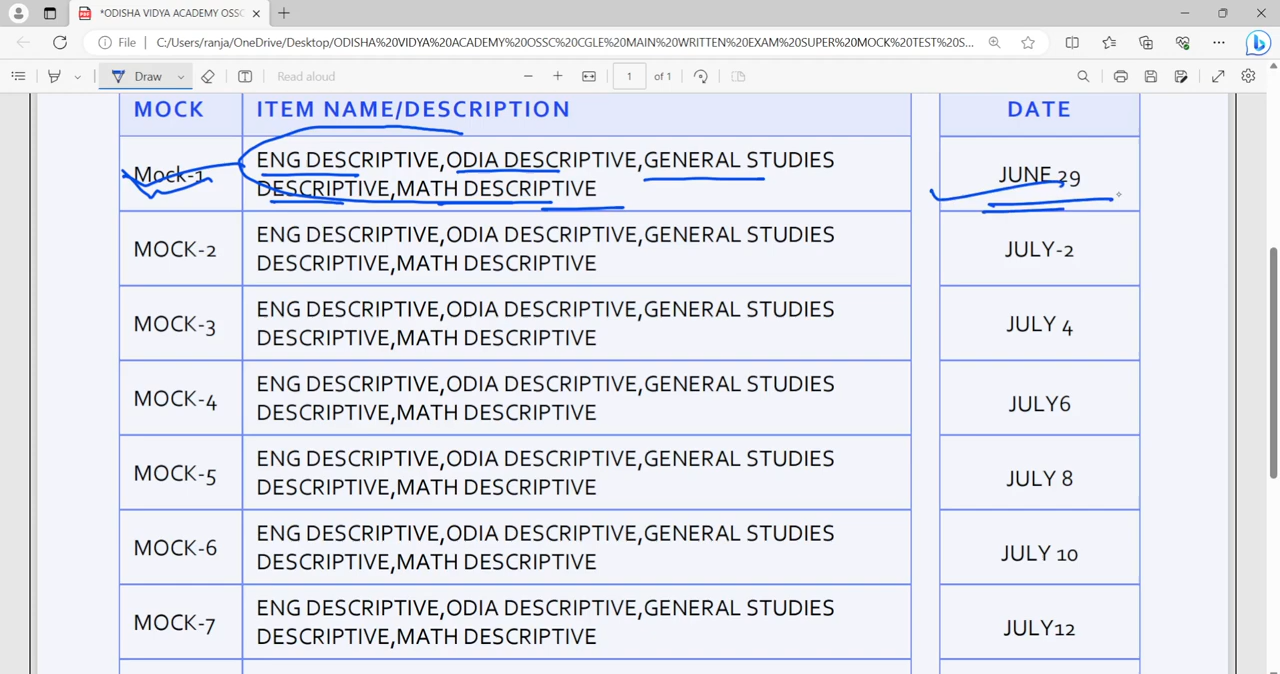 *ODISHA VIDYA ACADEMY OSSC
File C:/Users/ranja/OneDrive/Desktop/ODISHA%20VIDYA%20ACADEMY%20OSSC%20CGLE%20MAIN%20WRITTEN%20EXAM%20SUPER%20MOCK%20TEST%20S...
Draw Read aloud 1 of 1
MOCK ITEM NAME/DESCRIPTION DATE
Mock-1 ENG DESCRIPTIVE,ODIA DESCRIPTIVE,GENERAL STUDIES JUNE 29
DESCRIPTIVE,MATH DESCRIPTIVE
MOCK-2 ENG DESCRIPTIVE,ODIA DESCRIPTIVE,GENERAL STUDIES JULY-2
DESCRIPTIVE,MATH DESCRIPTIVE
MOCK-3 ENG DESCRIPTIVE,ODIA DESCRIPTIVE,GENERAL STUDIES JULY 4
DESCRIPTIVE,MATH DESCRIPTIVE
MOCK-4 ENG DESCRIPTIVE,ODIA DESCRIPTIVE,GENERAL STUDIES JULY6
DESCRIPTIVE,MATH DESCRIPTIVE
MOCK-5 ENG DESCRIPTIVE,ODIA DESCRIPTIVE,GENERAL STUDIES JULY 8
DESCRIPTIVE,MATH DESCRIPTIVE
MOCK-6 ENG DESCRIPTIVE,ODIA DESCRIPTIVE,GENERAL STUDIES JULY 10
DESCRIPTIVE,MATH DESCRIPTIVE
MOCK-7 ENG DESCRIPTIVE,ODIA DESCRIPTIVE,GENERAL STUDIES JULY12
DESCRIPTIVE,MATH DESCRIPTIVE